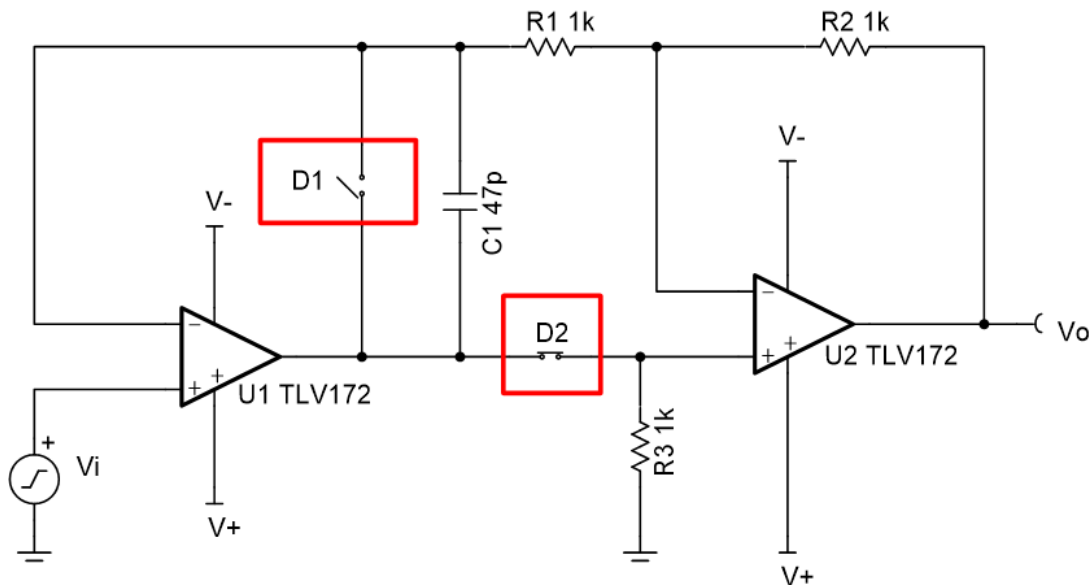 R1 1k
R2 1k
D1
C1 47p
V-
V-
D2
U1 TLV172
U2 TLV172
Vo
Vi
+
R3 1k
V+
V+